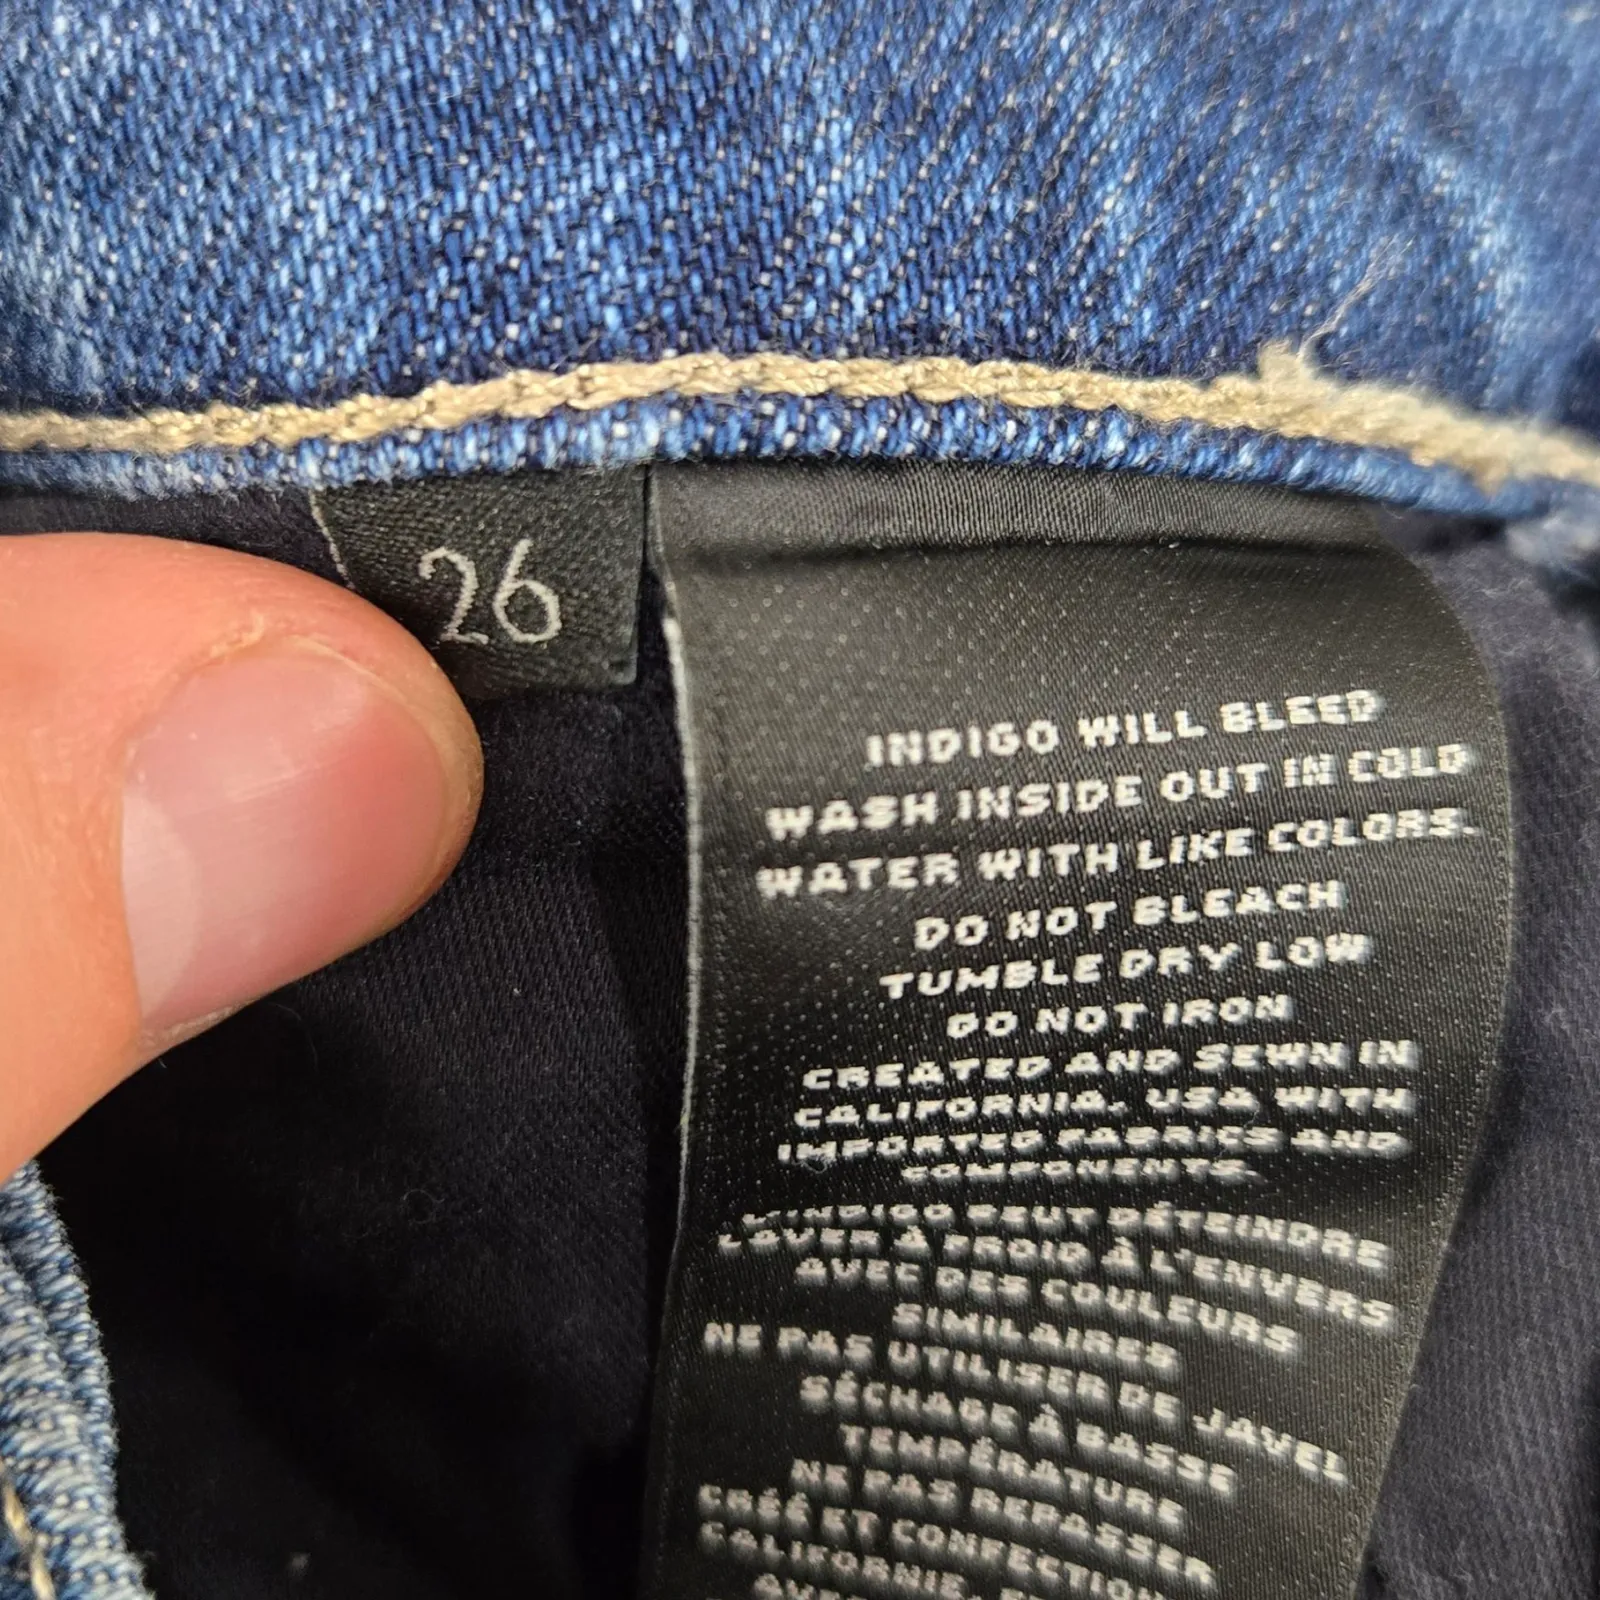 26
INDIGO WILL BLEED
WASH INSIDE OUT IN COLD
WATER WITH LIKE COLORS.
DO NOT BLEACH
TUMBLE DRY LOW
DO NOT IRON
CREATED AND SEWN IN
CALIFORNIA, USA WITH
IMPORTED FABRICS AND
COMPONENTS.
L'INDIGO PEUT DÉTEINDRE
LAVER À FROID À L'ENVERS
AVEC DES COULEURS
SIMILAIRES
NE PAS UTILISER DE JAVEL
SÉCHAGE À BASSE
TEMPÉRATURE
NE PAS REPASSER
CRÉÉ ET CONFECTION
CALIFORNIE,